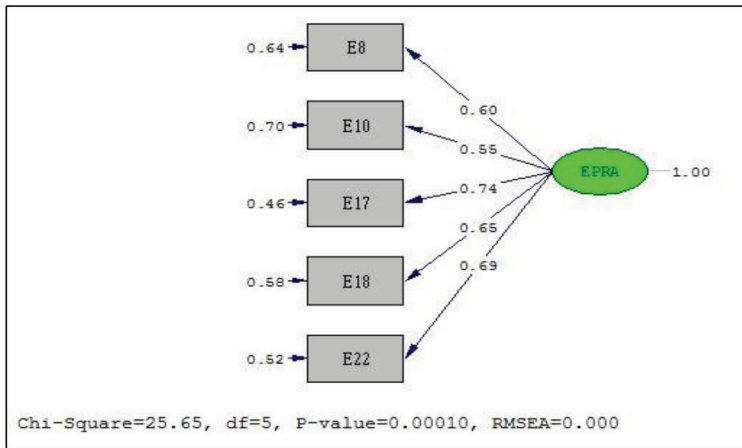 0.64
E8
0.60
0.70
E10
0.55
EPRA
1.00
0.46
E17
0.74
0.65
0.58
E18
0.69
0.52
E22
Chi-Square=25.65, df=5, P-value=0.00010, RMSEA=0.000